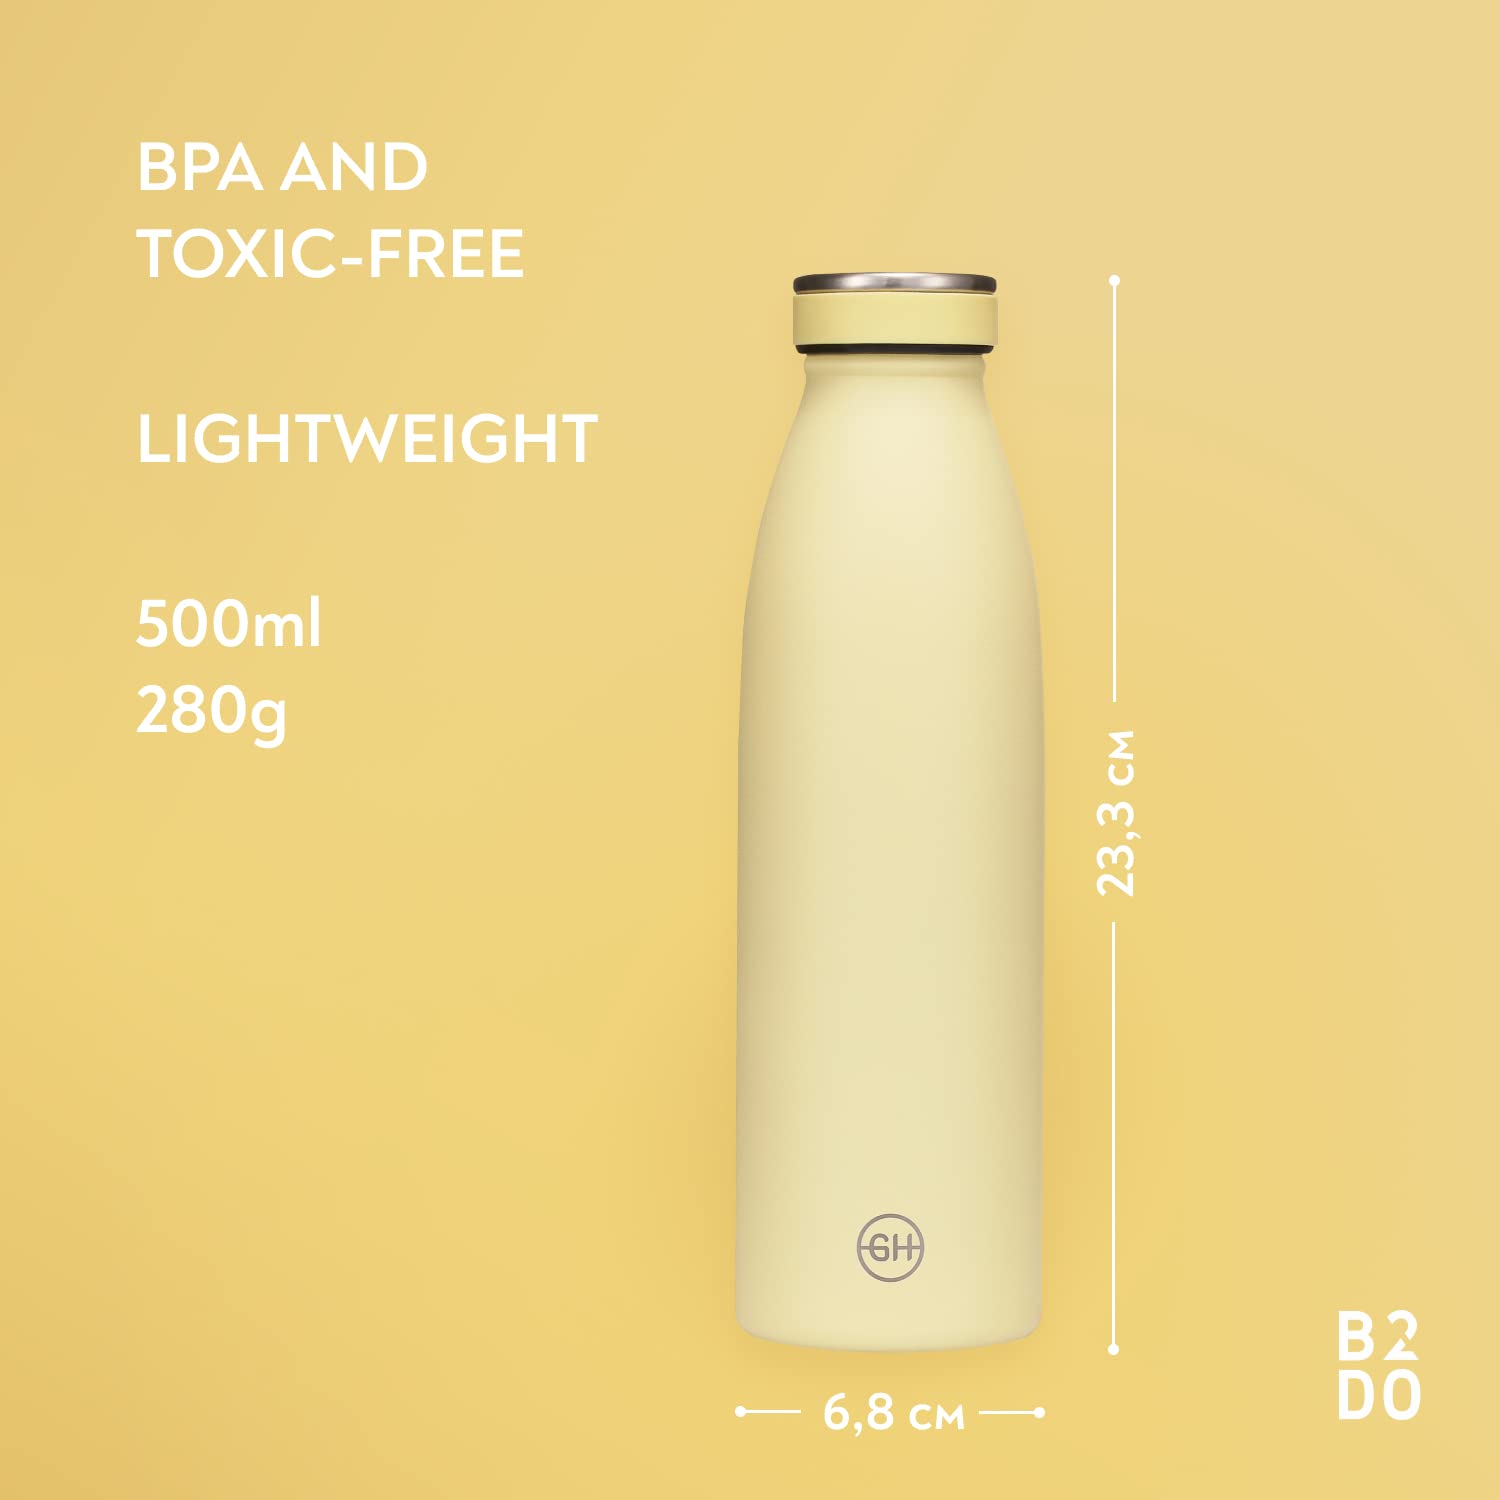 BPA AND
TOXIC-FREE
LIGHTWEIGHT
500ml
280g
23,3 см
6,8 см
GH
B2
DO